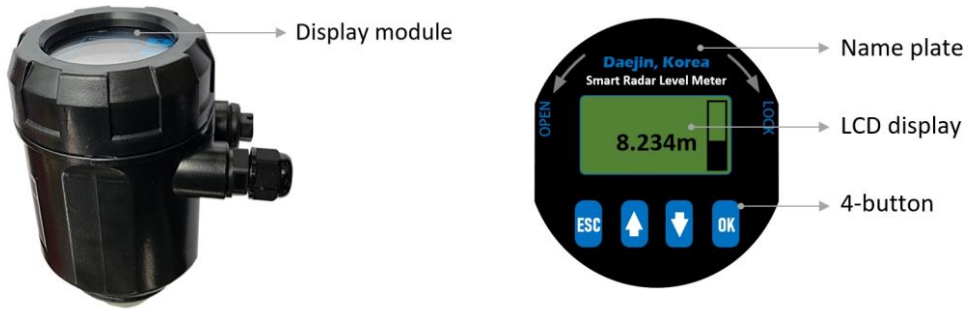 Display module
Name plate
Daejin, Korea
Smart Radar Level Meter
OPEN
LOCK
8.234m
LCD display
ESC
OK
4-button